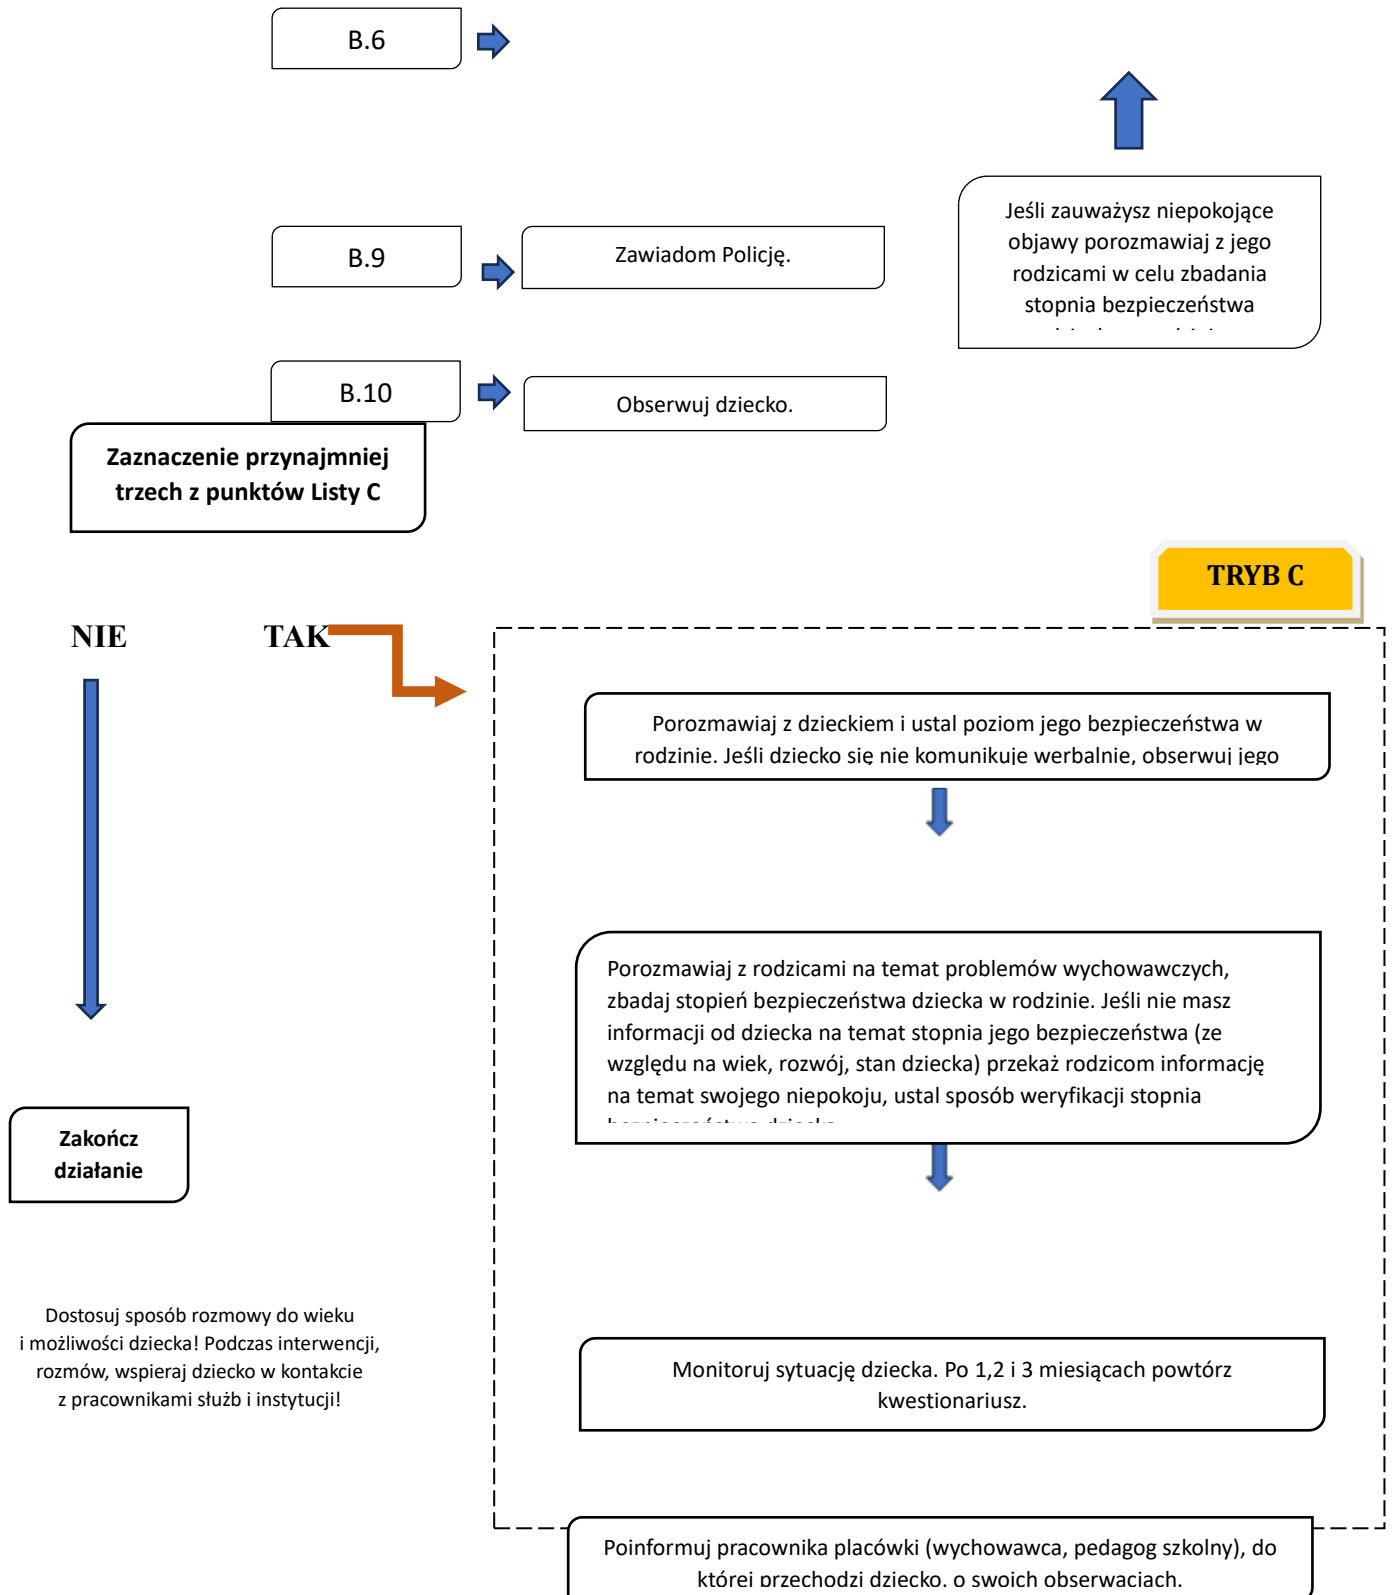 B.6
Jeśli zauważysz niepokojące
objawy porozmawiaj z jego
rodzicami w celu zbadania
stopnia bezpieczeństwa
B.9
Zawiadom Policję.
B.10
Obserwuj dziecko.
Zaznaczenie przynajmniej
trzech z punktów Listy C
TRYB C
NIE
TAK
Porozmawiaj z dzieckiem i ustal poziom jego bezpieczeństwa w
rodzinie. Jeśli dziecko się nie komunikuje werbalnie, obserwuj jego
Porozmawiaj z rodzicami na temat problemów wychowawczych,
zbadaj stopień bezpieczeństwa dziecka w rodzinie. Jeśli nie masz
informacji od dziecka na temat stopnia jego bezpieczeństwa (ze
względu na wiek, rozwój, stan dziecka) przekaż rodzicom informację
na temat swojego niepokoju, ustal sposób weryfikacji stopnia
Zakończ
działanie
Dostosuj sposób rozmowy do wieku
i możliwości dziecka! Podczas interwencji,
rozmów, wspieraj dziecko w kontakcie
z pracownikami służb i instytucji!
Monitoruj sytuację dziecka. Po 1,2 i 3 miesiącach powtórz
kwestionariusz.
Poinformuj pracownika placówki (wychowawca, pedagog szkolny), do
której przechodzi dziecko, o swoich obserwacjach.